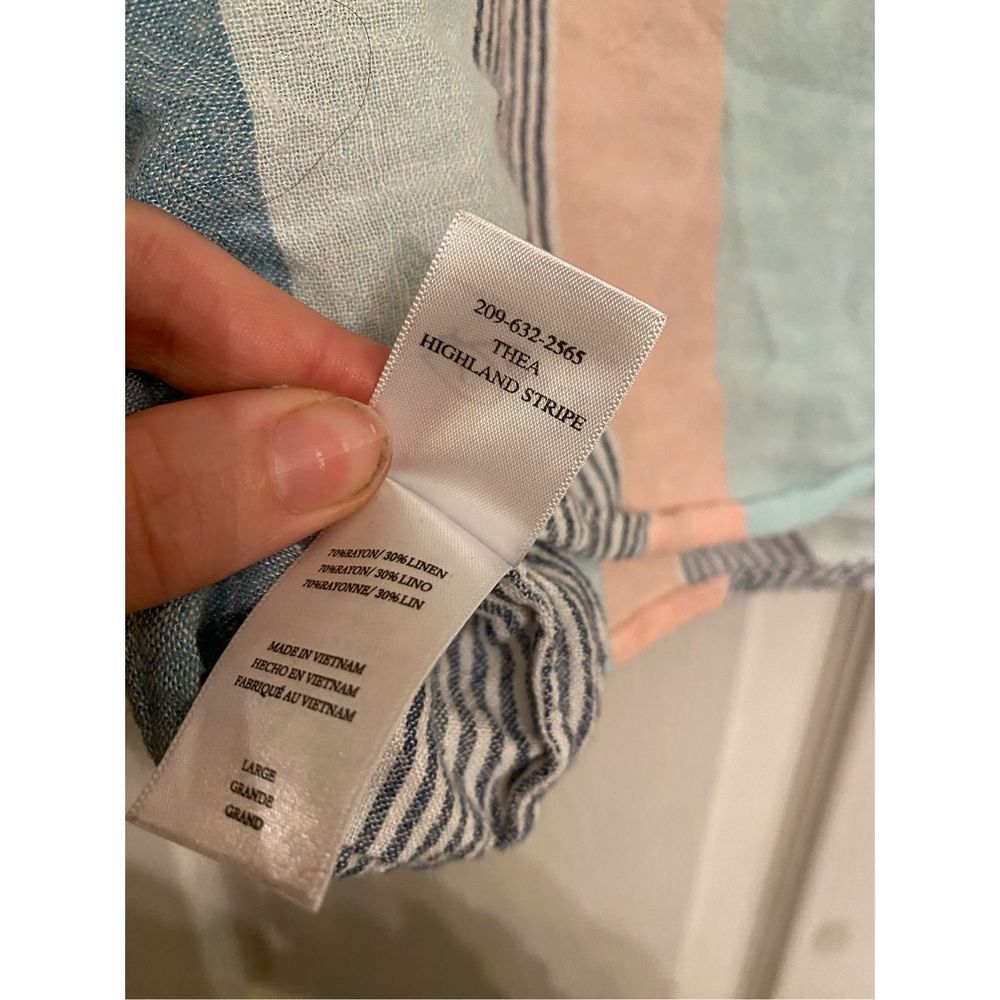 209-632-2565
THEA
HIGHLAND STRIPE
70%RAYON/ 30%LINEN
70%RAYON/ 30%LINO
70%RAYONNE/ 30%LIN
MADE IN VIETNAM
HECHO EN VIETNAM
FABRIQUÉ AU VIETNAM
LARGE
GRANDE
GRAND